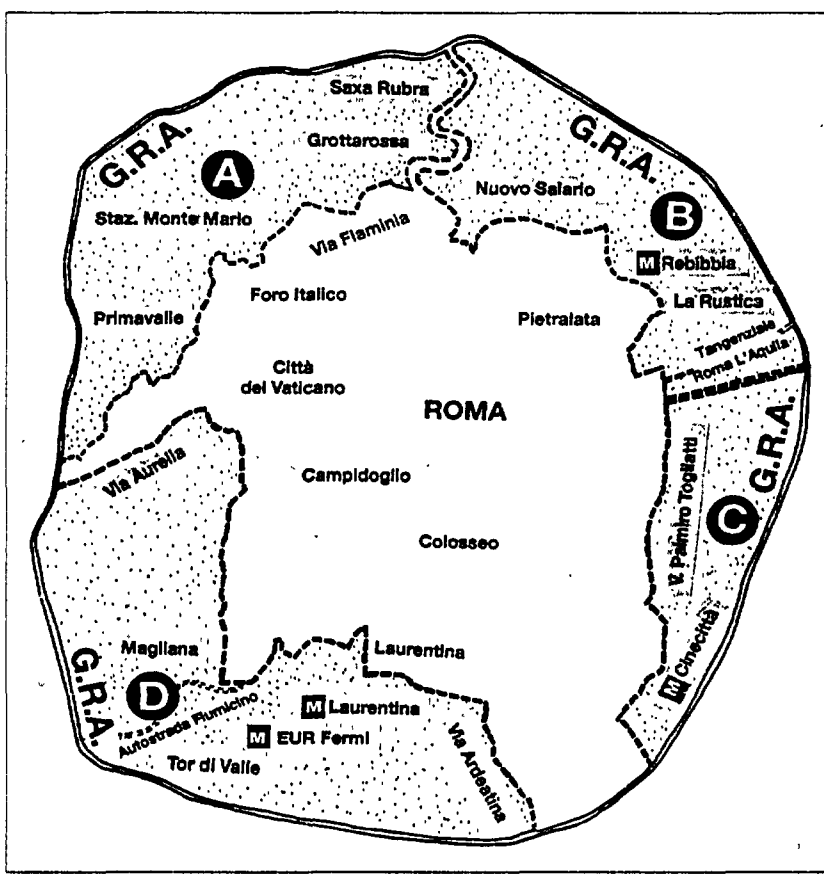 Saxa Rubra
G.R.A.
Grottarossa
G.R.A.
A
Nuovo Salario
B
Staz. Monte Mario
Via Flaminia
M Rebibbia
Foro Italico
La Rustica
Primavalle
Pietralata
Tangenziale
Roma L'Aquila
Città
del Vaticano
ROMA
G.R.A.
Via Aurelia
Campidoglio
V. Palmiro Togliatti
C
Colosseo
Magliana
Laurentina
M Cinecittà
G.R.A.
D
M Laurentina
Autostrada Fiumicino
M EUR Fermi
Via Ardeatina
Tor di Valle